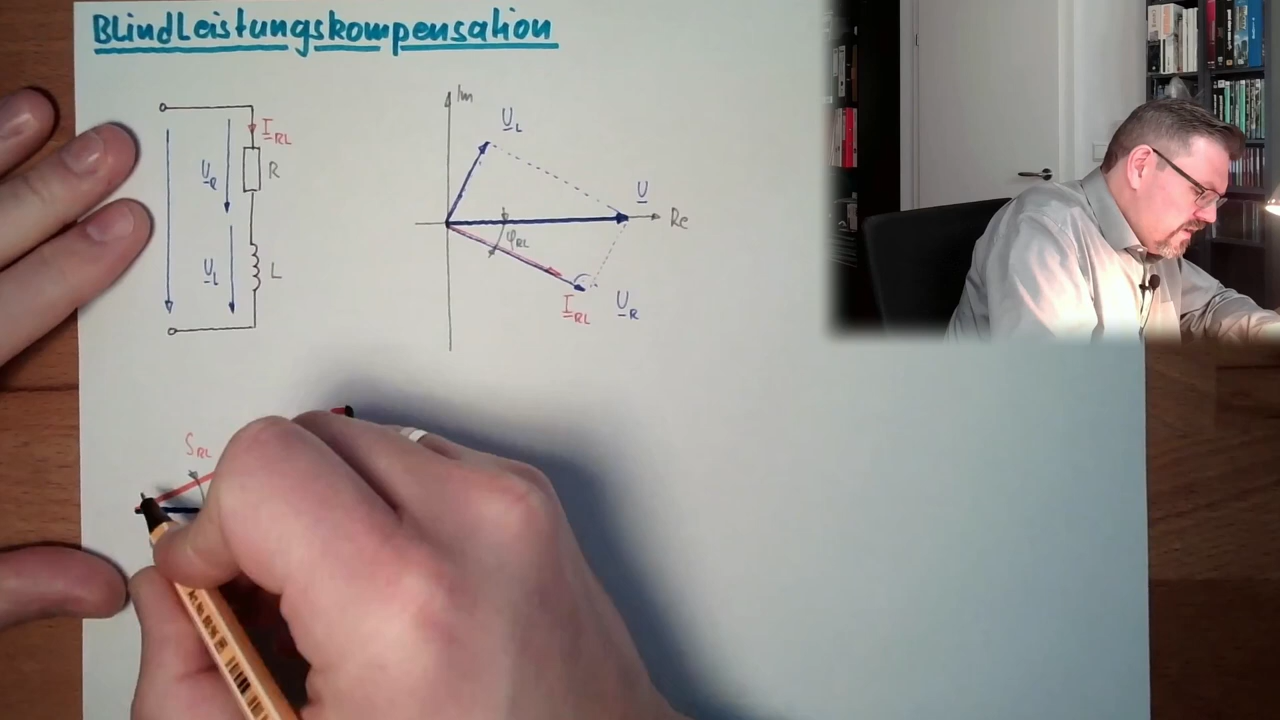 Blindleistungskompensation
I_RL
U_R
R
U_L
L
Im
U_L
U
Re
φ_RL
I_RL
U_R
S_RL